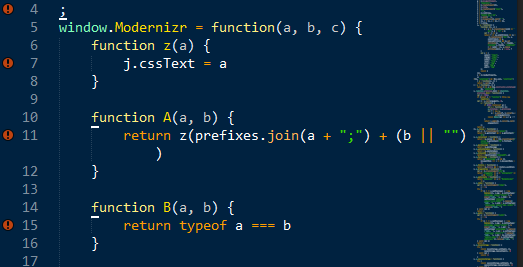 4 ;
5 window.Modernizr = function(a, b, c) {
6 function z(a) {
7 j.cssText = a
8 }
9
10 function A(a, b) {
11 return z(prefixes.join(a + ";") + (b || "")
)
12 }
13
14 function B(a, b) {
15 return typeof a === b
16 }
17